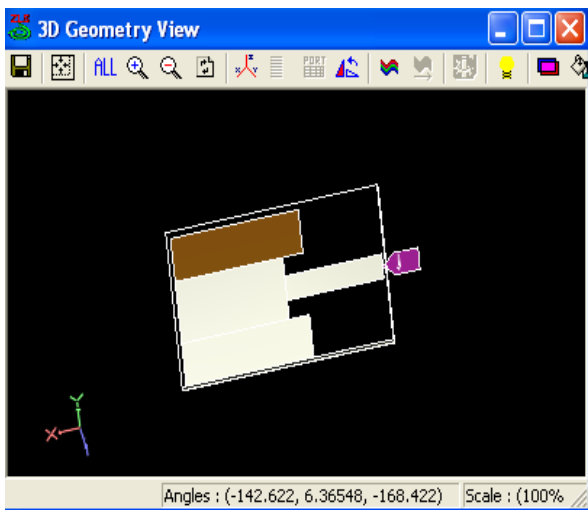 3D Geometry View
ALL PORT
X Y
Angles : (-142.622, 6.36548, -168.422) Scale : (100%